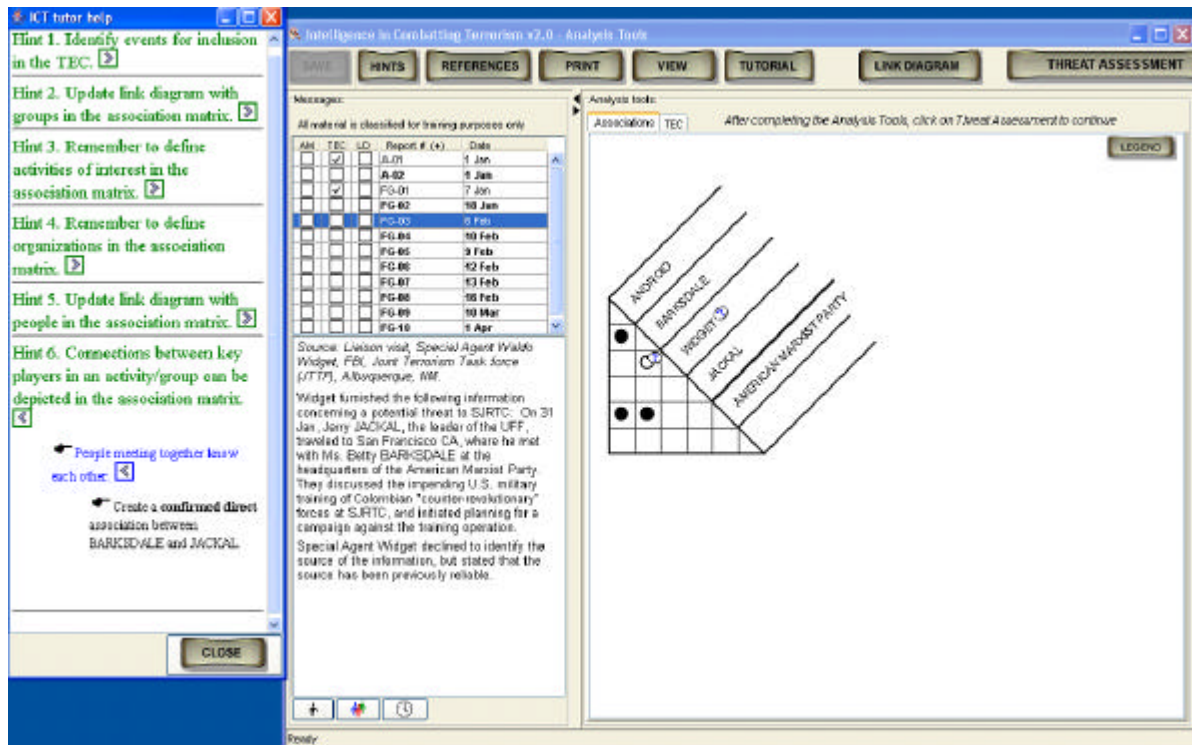 ICT tutor help
Hint 1. Identify events for inclusion
in the TEC.
Hint 2. Update link diagram with
groups in the association matrix.
Hint 3. Remember to define
activities of interest in the
association matrix.
Hint 4. Remember to define
organizations in the association
matrix.
Hint 5. Update link diagram with
people in the association matrix.
Hint 6. Connections between key
players in an activity/group can be
depicted in the association matrix.
People meeting together know
each other.
Create a confirmed direct
association between
BARKSDALE and JACKAL.
CLOSE
Intelligence in Combatting Terrorism v2.0 - Analysis Tools
SAVE
HINTS
REFERENCES
PRINT
VIEW
TUTORIAL
LINK DIAGRAM
THREAT ASSESSMENT
Messages:
All material is classified for training purposes only
AM TEC LD Report # (+) Date
A-01 1 Jan
A-02 1 Jan
FG-01 7 Jan
FG-02 18 Jan
FG-03 8 Feb
FG-04 10 Feb
FG-05 9 Feb
FG-06 12 Feb
FG-07 13 Feb
FG-08 16 Feb
FG-09 10 Mar
FG-10 1 Apr
Source: Liaison visit, Special Agent Waldo
Widget, FBI, Joint Terrorism Task force
(JTTF), Albuquerque, NM.
Widget furnished the following information
concerning a potential threat to SJRTC: On 31
Jan, Jerry JACKAL, the leader of the UFF,
traveled to San Francisco CA, where he met
with Ms. Betty BARKSDALE at the
headquarters of the American Marxist Party.
They discussed the impending U.S. military
training of Colombian "counter-revolutionary"
forces at SJRTC, and initiated planning for a
campaign against the training operation.
Special Agent Widget declined to identify the
source of the information, but stated that the
source has been previously reliable.
Ready
Analysis tools:
Associations TEC
After completing the Analysis Tools, click on Threat Assessment to continue
LEGEND
ANDROID
BARKSDALE
WIDGET
JACKAL
AMERICAN MARXIST PARTY